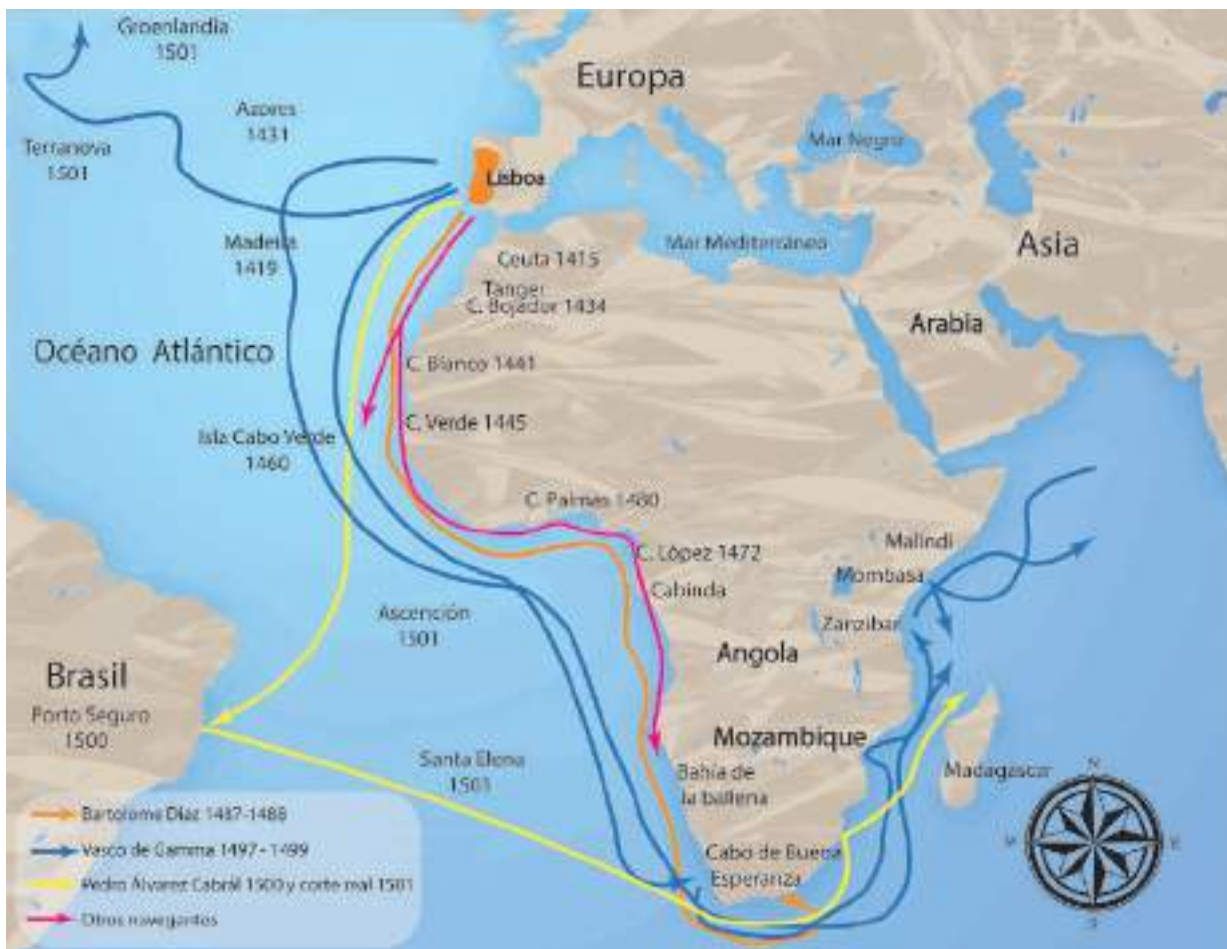 Groenlandia
1501
Europa
Azores
1431
Mar Negro
Terranova
1501
Lisboa
Madeira
1419
Mar Mediterráneo
Asia
Ceuta 1415
Tanger
C. Bojador 1434
Arabia
Océano Atlántico
C. Blanco 1441
C. Verde 1445
Isla Cabo Verde
1460
C. Palmas 1480
Malindi
C. López 1472
Mombasa
Cabinda
Ascención
1501
Zanzibar
Angola
Brasil
Porto Seguro
1500
Mozambique
Santa Elena
1501
Madagascar
Bahía de
la ballena
N
Bartolome Díaz 1487-1488
Vasco de Gamma 1497 - 1499
Cabo de Buena
Esperanza
E
Pedro Álvarez Cabral 1500 y corte real 1501
Otros navegantes
S